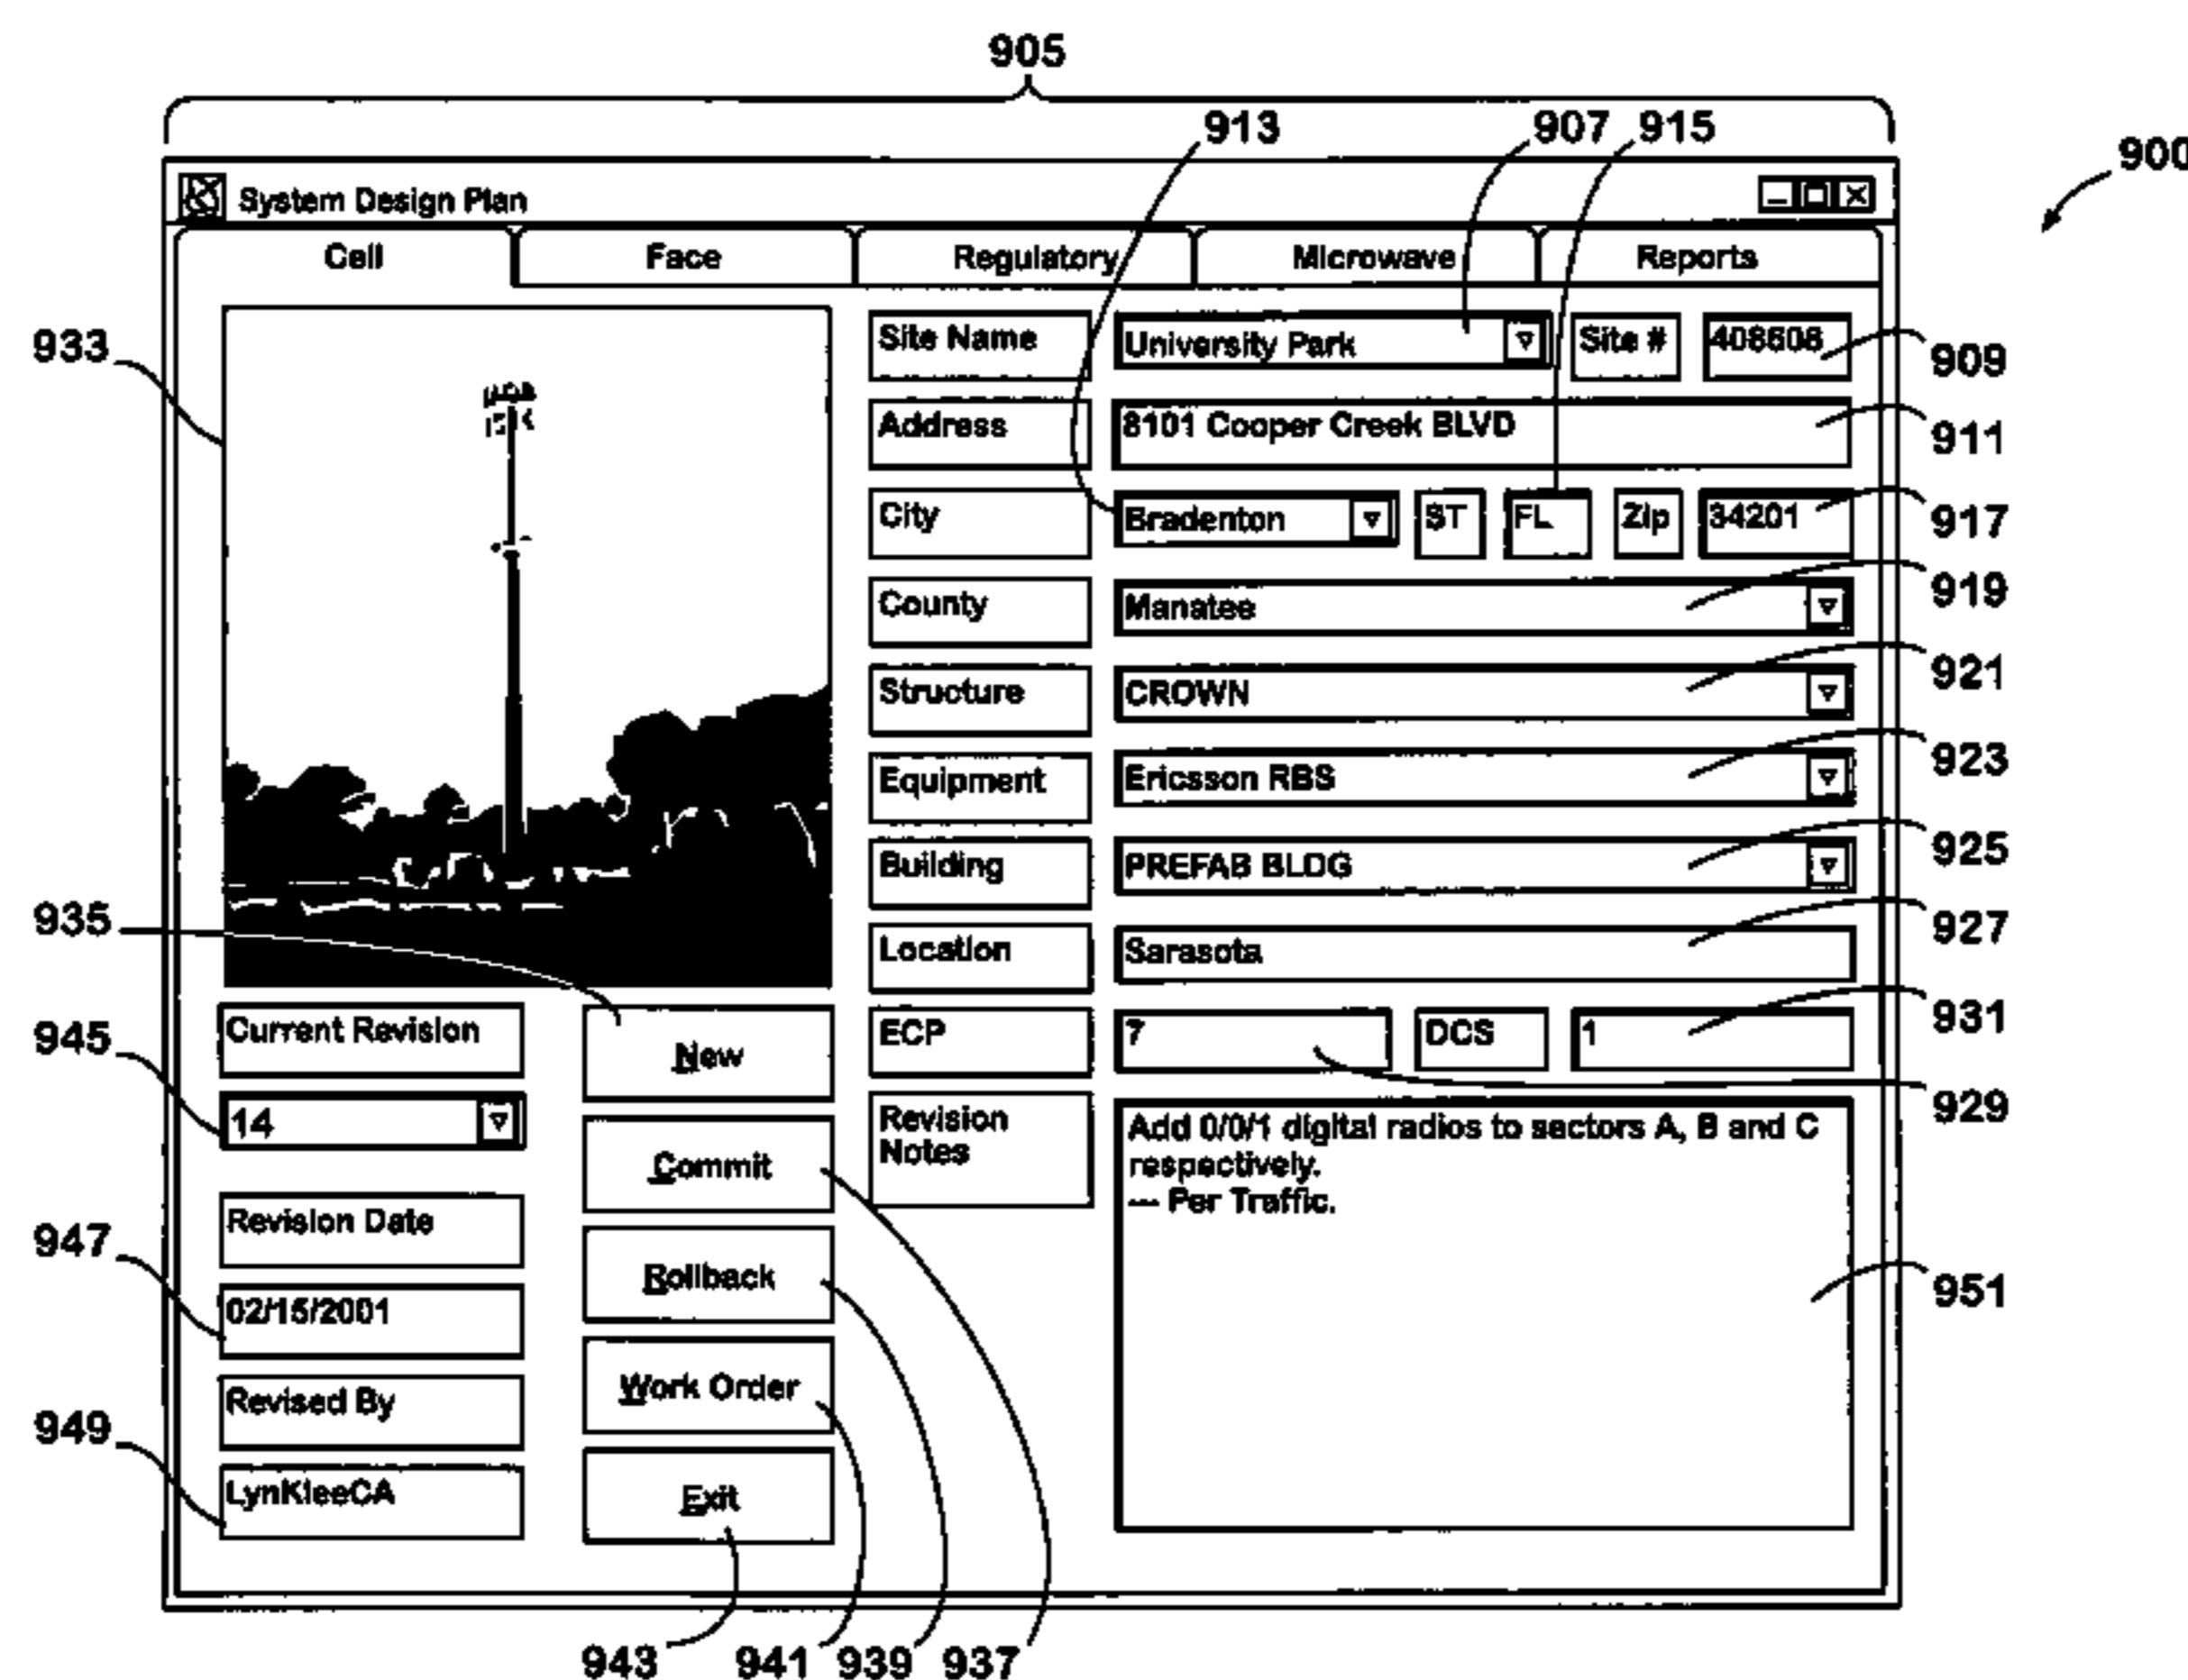 905
913
907
915
900
System Design Plan
Cell
Face
Regulatory
Microwave
Reports
933
Site Name
University Park
Site #
909
Address
8101 Cooper Creek BLVD
911
City
Bradenton
ST
FL
Zip
34201
917
County
Manatee
919
Structure
CROWN
921
Equipment
Ericsson RBS
923
Building
PREFAB BLDG
925
935
Location
Sarasota
927
945
Current Revision
New
ECP
7
DCS
1
931
929
14
Commit
Revision
Notes
Add 0/0/1 digital radios to sectors A, B and C
respectively.
--- Per Traffic.
947
Revision Date
Rollback
951
02/15/2001
949
Revised By
Work Order
LynKleeCA
Exit
943
941
939
937